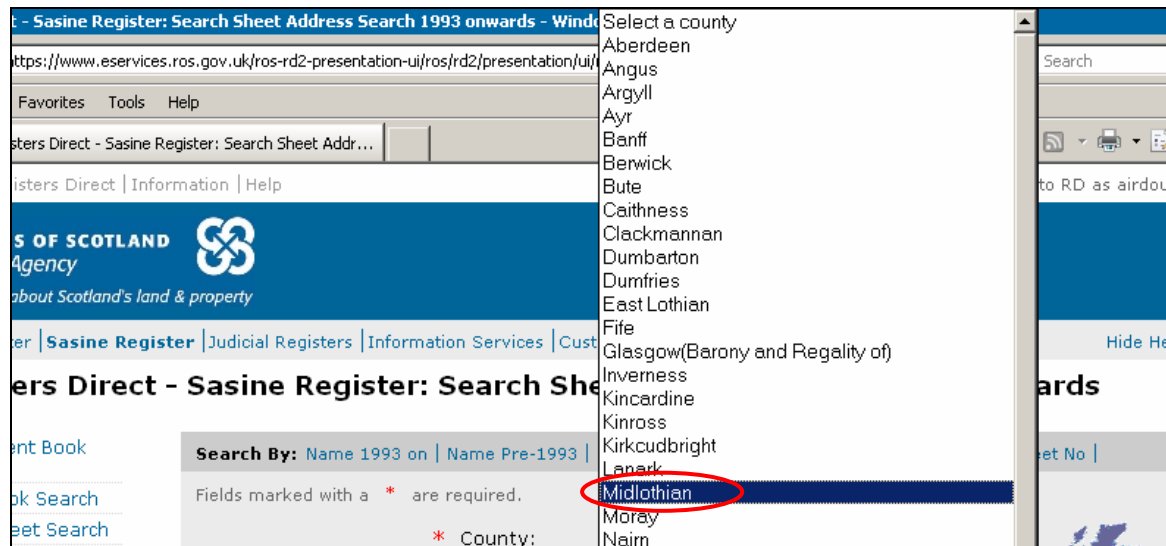 t - Sasine Register: Search Sheet Address Search 1993 onwards - Windo
ttps://www.eservices.ros.gov.uk/ros-rd2-presentation-ui/ros/rd2/presentation/ui/
Search
Favorites Tools Help
sters Direct - Sasine Register: Search Sheet Addr...
isters Direct | Information | Help
to RD as airdou
S OF SCOTLAND
Agency
about Scotland's land & property
er | Sasine Register | Judicial Registers | Information Services | Cust
Hide He
ers Direct - Sasine Register: Search She
ards
ent Book
Search By: Name 1993 on | Name Pre-1993 |
et No |
ok Search
Fields marked with a * are required.
eet Search
* County:
Select a county
Aberdeen
Angus
Argyll
Ayr
Banff
Berwick
Bute
Caithness
Clackmannan
Dumbarton
Dumfries
East Lothian
Fife
Glasgow(Barony and Regality of)
Inverness
Kincardine
Kinross
Kirkcudbright
Lanark
Midlothian
Moray
Nairn